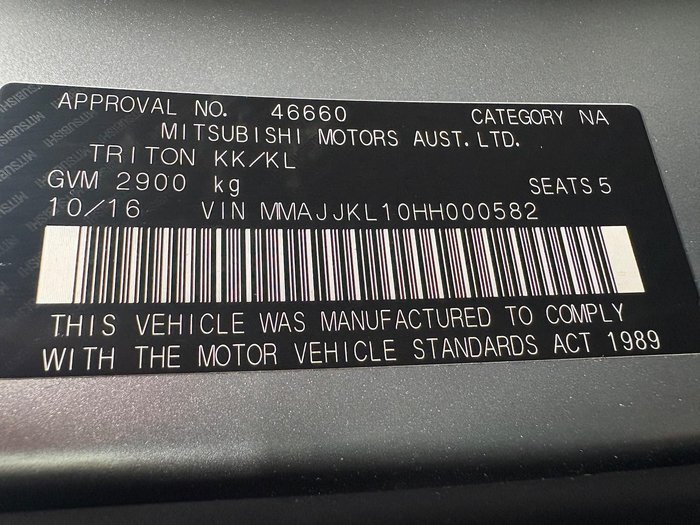 APPROVAL NO. 46660 CATEGORY NA
MITSUBISHI MOTORS AUST.LTD.
TRITON KK/KL
GVM 2900 kg SEATS 5
10/16 VIN MMAJJKL10HH000582
THIS VEHICLE WAS MANUFACTURED TO COMPLY
WITH THE MOTOR VEHICLE STANDARDS ACT 1989